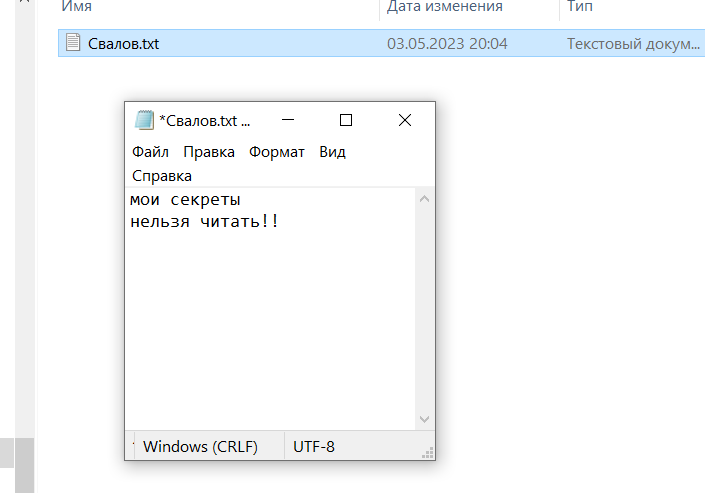 Имя Дата изменения Тип
Свалов.txt 03.05.2023 20:04 Текстовый докум...
*Свалов.txt ...
Файл Правка Формат Вид
Справка
мои секреты
нельзя читать!!
Windows (CRLF) UTF-8